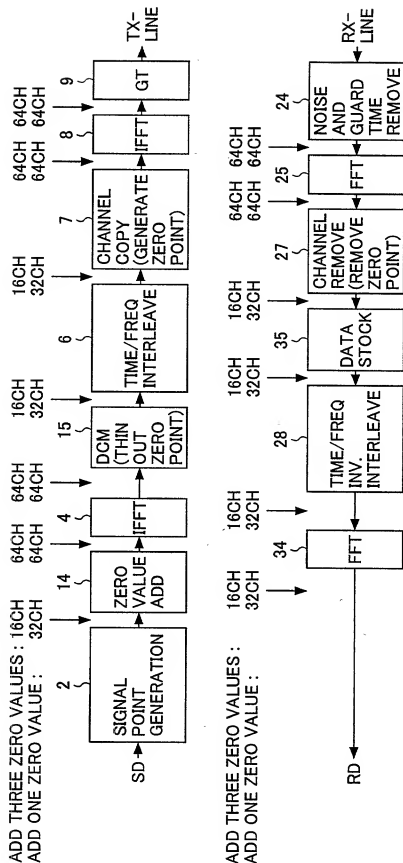 ADD THREE ZERO VALUES : 16CH 64CH 64CH 16CH 16CH 64CH 64CH
ADD ONE ZERO VALUE : 32CH 64CH 64CH 32CH 32CH 64CH 64CH
2
14
4
15
6
7
8
9
SD
SIGNAL
POINT
GENERATION
ZERO
VALUE
ADD
IFFT
DCM
(THIN
OUT
ZERO
POINT)
TIME/FREQ
INTERLEAVE
CHANNEL
COPY
(GENERATE
ZERO
POINT)
IFFT
GT
TX-
LINE
ADD THREE ZERO VALUES : 16CH 16CH 16CH 16CH 64CH 64CH
ADD ONE ZERO VALUE : 32CH 32CH 32CH 32CH 64CH 64CH
34
28
35
27
25
24
RD
FFT
TIME/FREQ
INV.
INTERLEAVE
DATA
STOCK
CHANNEL
REMOVE
(REMOVE
ZERO
POINT)
FFT
NOISE
AND
GUARD
TIME
REMOVE
RX-
LINE